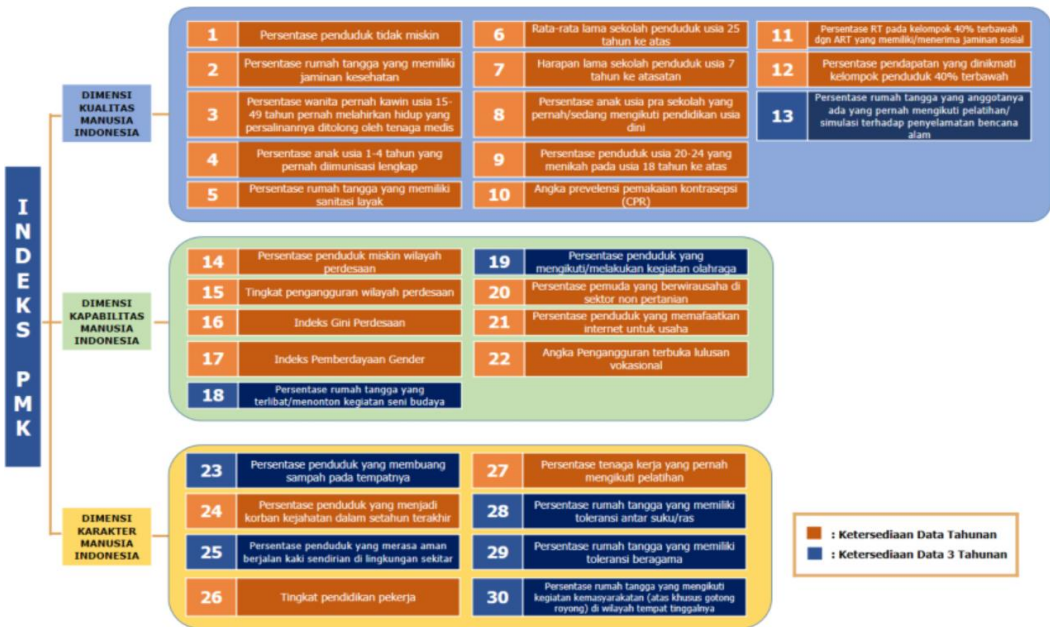 INDEKS PMK
DIMENSI
KUALITAS
MANUSIA
INDONESIA
1
Persentase penduduk tidak miskin
2
Persentase rumah tangga yang memiliki
jaminan kesehatan
3
Persentase wanita pernah kawin usia 15-
49 tahun pernah melahirkan hidup yang
persalinannya ditolong oleh tenaga medis
4
Persentase anak usia 1-4 tahun yang
pernah diimunisasi lengkap
5
Persentase rumah tangga yang memiliki
sanitasi layak
6
Rata-rata lama sekolah penduduk usia 25
tahun ke atas
7
Harapan lama sekolah penduduk usia 7
tahun ke atasatan
8
Persentase anak usia pra sekolah yang
pernah/sedang mengikuti pendidikan usia
dini
9
Persentase penduduk usia 20-24 yang
menikah pada usia 18 tahun ke atas
10
Angka prevelensi pemakaian kontrasepsi
(CPR)
11
Persentase RT pada kelompok 40% terbawah
dgn ART yang memiliki/menerima jaminan sosial
12
Persentase pendapatan yang dinikmati
kelompok penduduk 40% terbawah
13
Persentase rumah tangga yang anggotanya
ada yang pernah mengikuti pelatihan/
simulasi terhadap penyelamatan bencana
alam
DIMENSI
KAPABILITAS
MANUSIA
INDONESIA
14
Persentase penduduk miskin wilayah
perdesaan
15
Tingkat pengangguran wilayah perdesaan
16
Indeks Gini Perdesaan
17
Indeks Pemberdayaan Gender
18
Persentase rumah tangga yang
terlibat/menonton kegiatan seni budaya
19
Persentase penduduk yang
mengikuti/melakukan kegiatan olahraga
20
Persentase pemuda yang berwirausaha di
sektor non pertanian
21
Persentase penduduk yang memafaatkan
internet untuk usaha
22
Angka Pengangguran terbuka lulusan
vokasional
DIMENSI
KARAKTER
MANUSIA
INDONESIA
23
Persentase penduduk yang membuang
sampah pada tempatnya
24
Persentase penduduk yang menjadi
korban kejahatan dalam setahun terakhir
25
Persentase penduduk yang merasa aman
berjalan kaki sendirian di lingkungan sekitar
26
Tingkat pendidikan pekerja
27
Persentase tenaga kerja yang pernah
mengikuti pelatihan
28
Persentase rumah tangga yang memiliki
toleransi antar suku/ras
29
Persentase rumah tangga yang memiliki
toleransi beragama
30
Persentase rumah tangga yang mengikuti
kegiatan kemasyarakatan (atas khusus gotong
royong) di wilayah tempat tinggalnya
: Ketersediaan Data Tahunan
: Ketersediaan Data 3 Tahunan